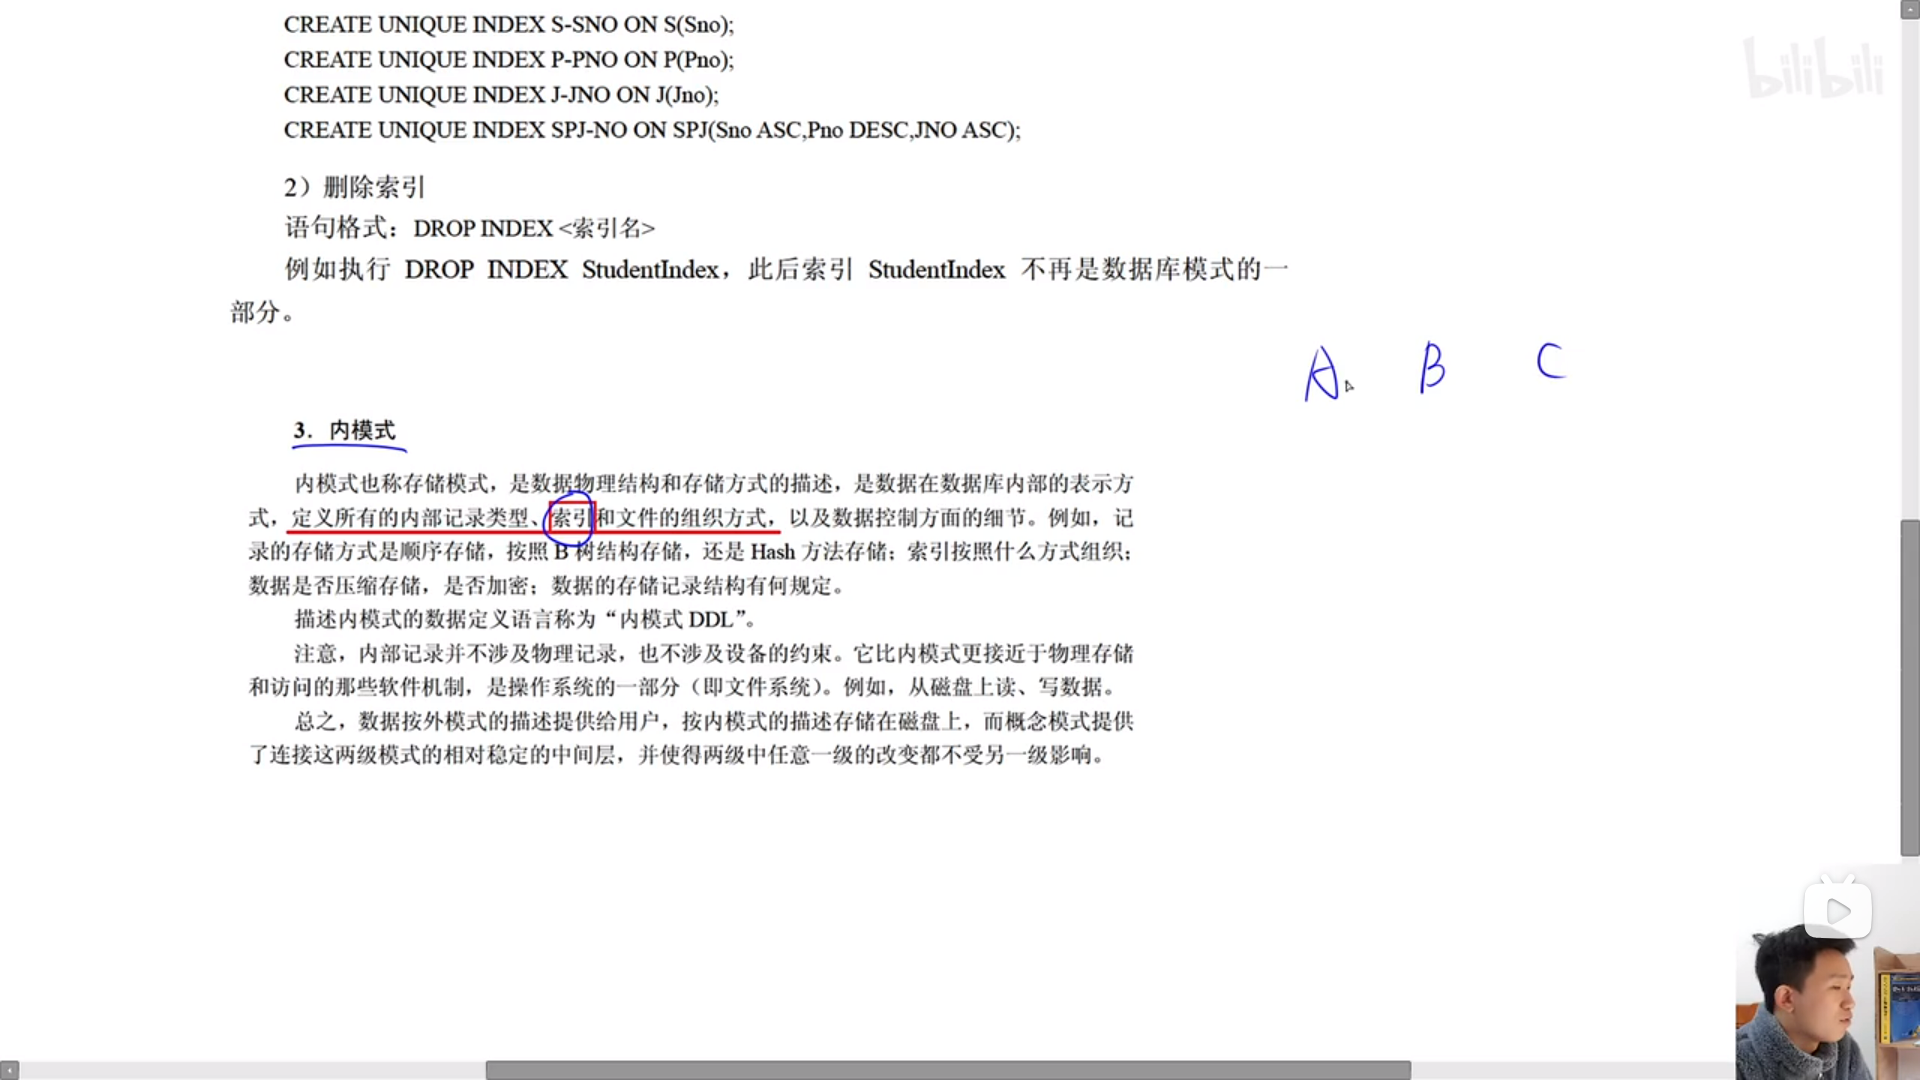 CREATE UNIQUE INDEX S-SNO ON S(Sno);
CREATE UNIQUE INDEX P-PNO ON P(Pno);
CREATE UNIQUE INDEX J-JNO ON J(Jno);
CREATE UNIQUE INDEX SPJ-NO ON SPJ(Sno ASC,Pno DESC,JNO ASC);
bilibili
2）删除索引
语句格式：DROP INDEX <索引名>
例如执行 DROP INDEX StudentIndex，此后索引 StudentIndex 不再是数据库模式的一
部分。
A B C
3．内模式
内模式也称存储模式，是数据物理结构和存储方式的描述，是数据在数据库内部的表示方
式，定义所有的内部记录类型、索引和文件的组织方式，以及数据控制方面的细节。例如，记
录的存储方式是顺序存储，按照 B 树结构存储，还是 Hash 方法存储；索引按照什么方式组织；
数据是否压缩存储，是否加密；数据的存储记录结构有何规定。
描述内模式的数据定义语言称为“内模式 DDL”。
注意，内部记录并不涉及物理记录，也不涉及设备的约束。它比内模式更接近于物理存储
和访问的那些软件机制，是操作系统的一部分（即文件系统）。例如，从磁盘上读、写数据。
总之，数据按外模式的描述提供给用户，按内模式的描述存储在磁盘上，而概念模式提供
了连接这两级模式的相对稳定的中间层，并使得两级中任意一级的改变都不受另一级影响。